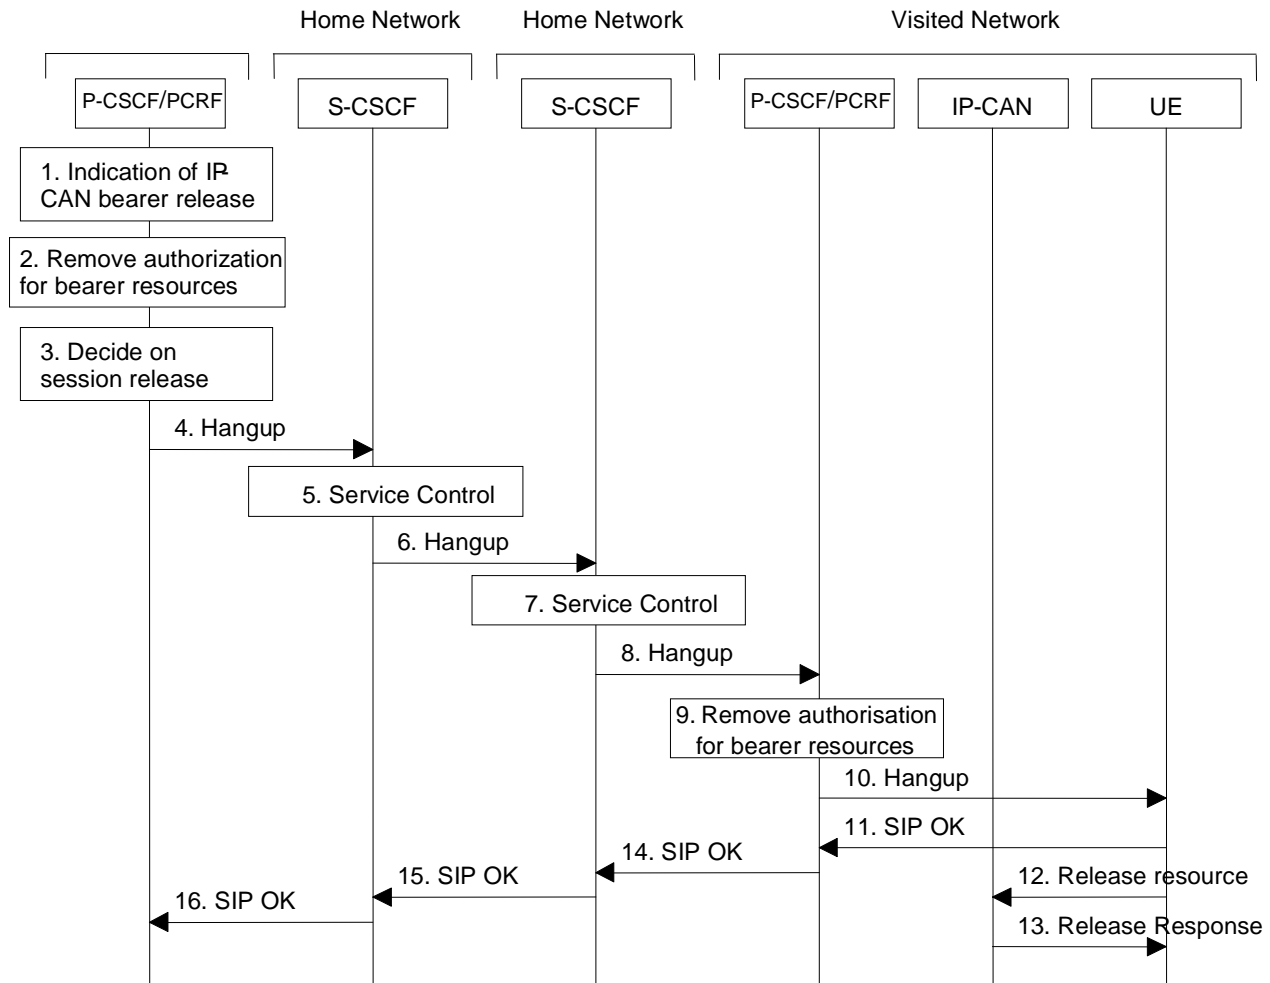 Home Network Home Network Visited Network
P-CSCF/PCRF S-CSCF S-CSCF P-CSCF/PCRF IP-CAN UE
1. Indication of IP-
CAN bearer release
2. Remove authorization
for bearer resources
3. Decide on
session release
4. Hangup
5. Service Control
6. Hangup
7. Service Control
8. Hangup
9. Remove authorisation
for bearer resources
10. Hangup
11. SIP OK
14. SIP OK
15. SIP OK
12. Release resource
16. SIP OK
13. Release Response